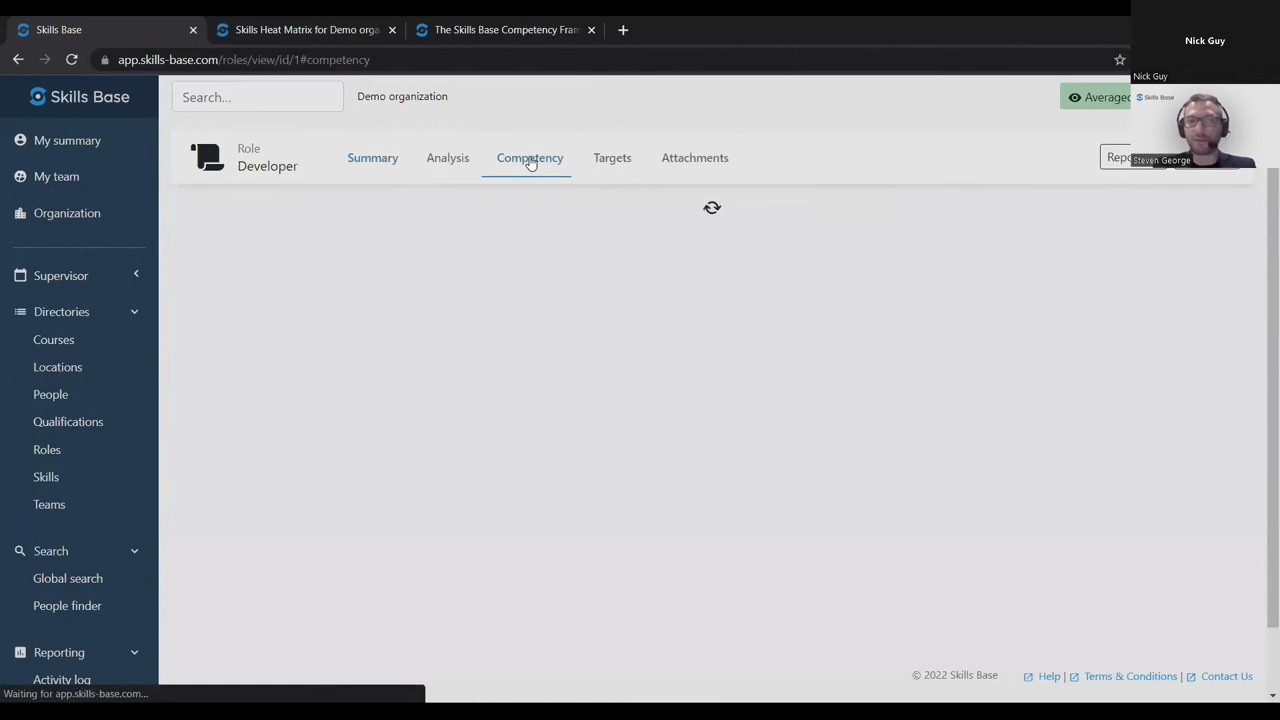 Skills Base
Skills Heat Matrix for Demo orga
The Skills Base Competency Fram
app.skills-base.com/roles/view/id/1#competency
Nick Guy
Nick Guy
Skills Base
Steven George
Skills Base
Search...
Demo organization
Averaged
My summary
My team
Organization
Role
Developer
Summary
Analysis
Competency
Targets
Attachments
Repo
Supervisor
Directories
Courses
Locations
People
Qualifications
Roles
Skills
Teams
Search
Global search
People finder
Reporting
Activity log
© 2022 Skills Base
Help | Terms & Conditions | Contact Us
Waiting for app.skills-base.com...